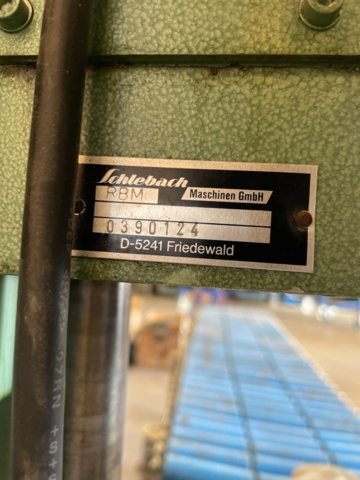 Schlebach
RBM Maschinen GmbH
0390124
D-5241 Friedewald